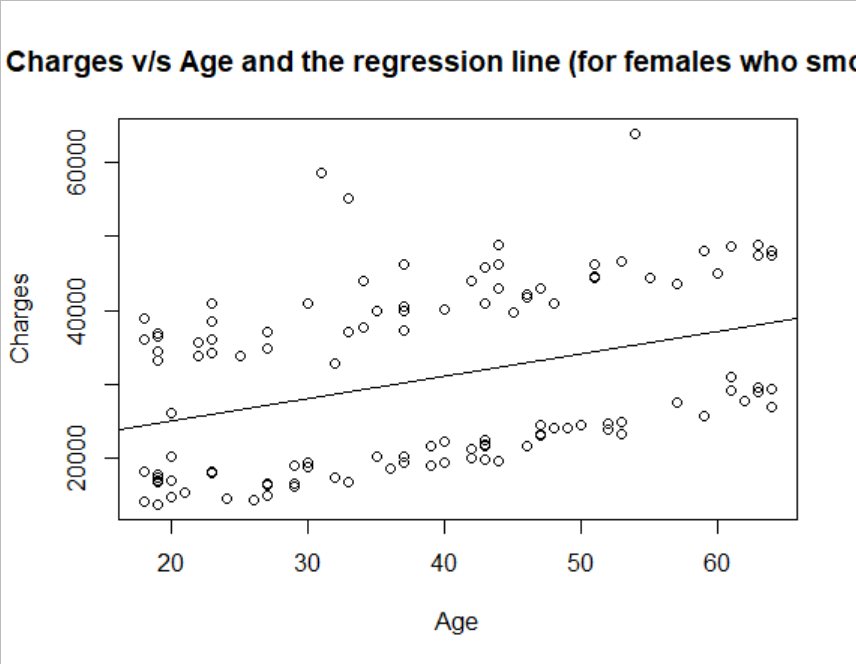 Charges v/s Age and the regression line (for females who smo
60000
40000
20000
Charges
20 30 40 50 60
Age